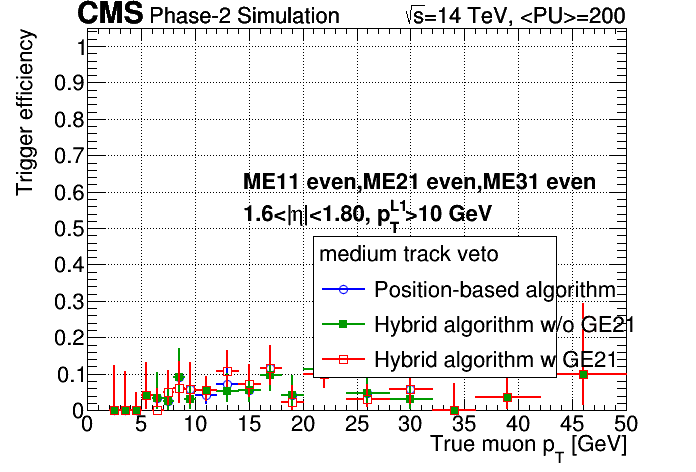 CMS Phase-2 Simulation √s=14 TeV, <PU>=200
Trigger efficiency
1
0.9
0.8
0.7
0.6
0.5
0.4
0.3
0.2
0.1
0
ME11 even,ME21 even,ME31 even
1.6<|η|<1.80, p_T^L1>10 GeV
medium track veto
Position-based algorithm
Hybrid algorithm w/o GE21
Hybrid algorithm w GE21
0 5 10 15 20 25 30 35 40 45 50
True muon p_T [GeV]